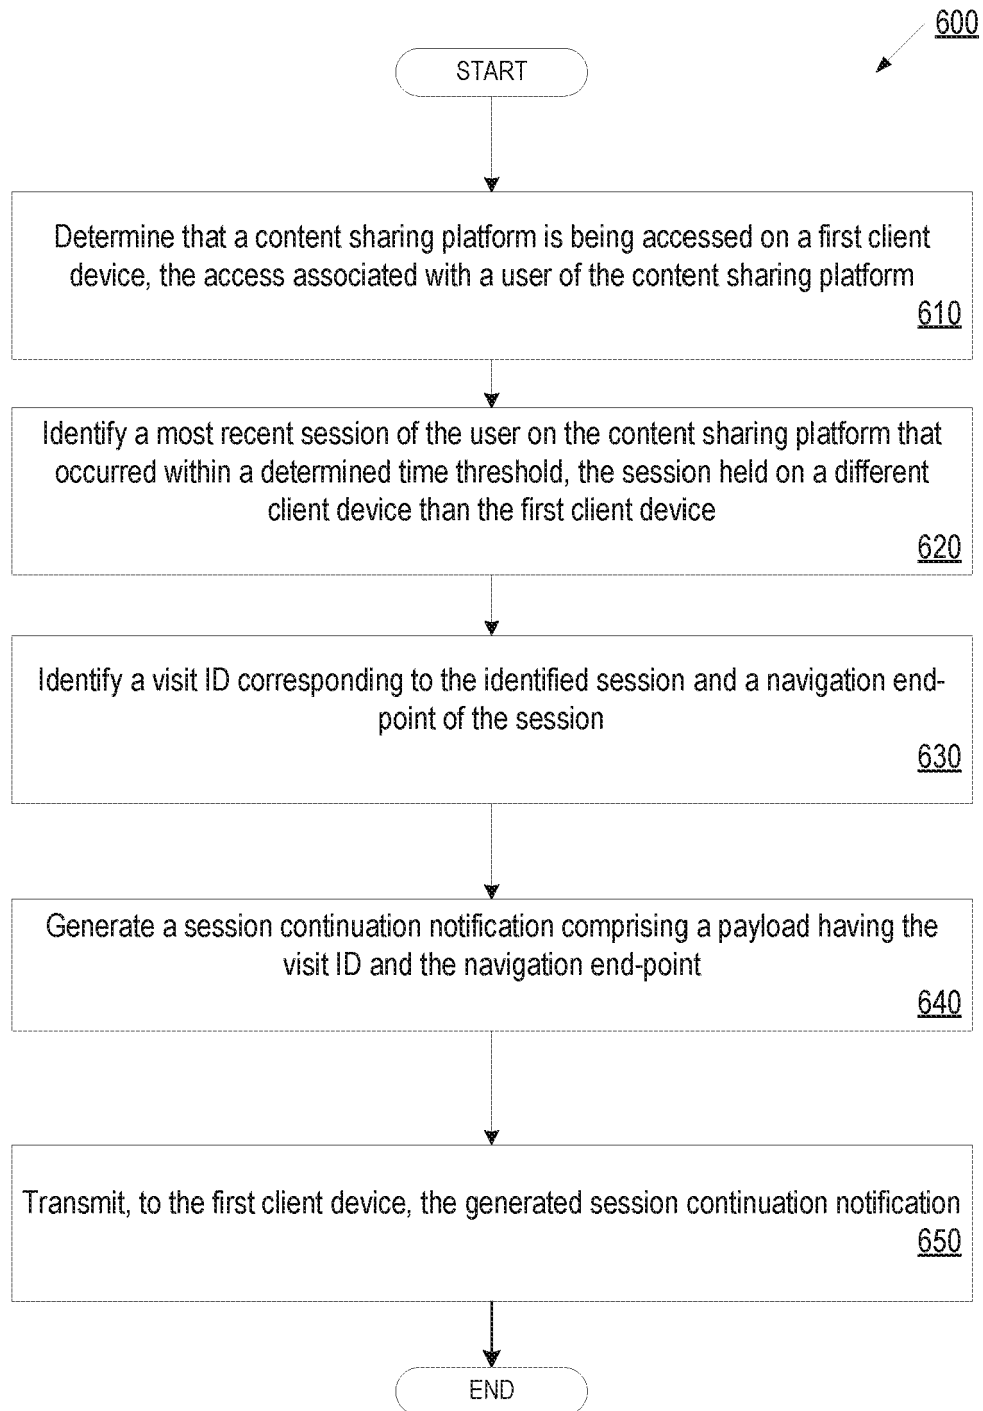 600
START
Determine that a content sharing platform is being accessed on a first client
device, the access associated with a user of the content sharing platform
610
Identify a most recent session of the user on the content sharing platform that
occurred within a determined time threshold, the session held on a different
client device than the first client device
620
Identify a visit ID corresponding to the identified session and a navigation end-
point of the session
630
Generate a session continuation notification comprising a payload having the
visit ID and the navigation end-point
640
Transmit, to the first client device, the generated session continuation notification
650
END